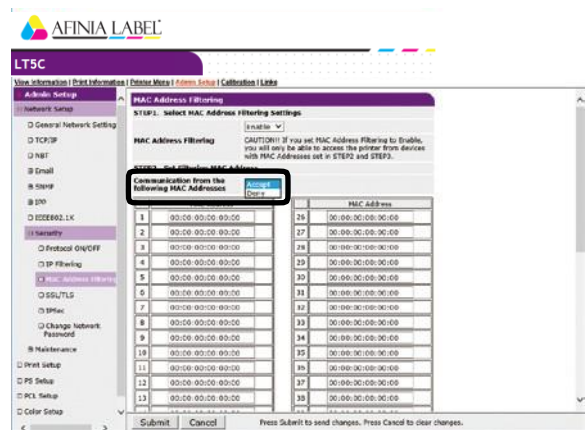 AFINIA LABEL
LT5C
View Information | Print Information | Printer Menu | Admin Setup | Calibration | Links
Admin Setup
Network Setup
General Network Setting
TCP/IP
NBT
Email
SNMP
IPP
IEEE802.1X
Security
Protocol ON/OFF
IP Filtering
MAC Address Filtering
SSL/TLS
IPSec
Change Network
Password
Maintenance
Print Setup
PS Setup
PCL Setup
Color Setup
MAC Address Filtering
STEP1. Select MAC Address Filtering Settings
Enable
MAC Address Filtering
CAUTION!! If you set MAC Address Filtering to Enable,
you will only be able to access the printer from devices
with MAC Addresses set in STEP2 and STEP3.
STEP2. Set Filtering MAC Address
Communication from the
following MAC Addresses
Accept
Deny
MAC Address
MAC Address
1 00:00:00:00:00:00 26 00:00:00:00:00:00
2 00:00:00:00:00:00 27 00:00:00:00:00:00
3 00:00:00:00:00:00 28 00:00:00:00:00:00
4 00:00:00:00:00:00 29 00:00:00:00:00:00
5 00:00:00:00:00:00 30 00:00:00:00:00:00
6 00:00:00:00:00:00 31 00:00:00:00:00:00
7 00:00:00:00:00:00 32 00:00:00:00:00:00
8 00:00:00:00:00:00 33 00:00:00:00:00:00
9 00:00:00:00:00:00 34 00:00:00:00:00:00
10 00:00:00:00:00:00 35 00:00:00:00:00:00
11 00:00:00:00:00:00 36 00:00:00:00:00:00
12 00:00:00:00:00:00 37 00:00:00:00:00:00
13 00:00:00:00:00:00 38 00:00:00:00:00:00
Submit Cancel Press Submit to send changes. Press Cancel to clear changes.